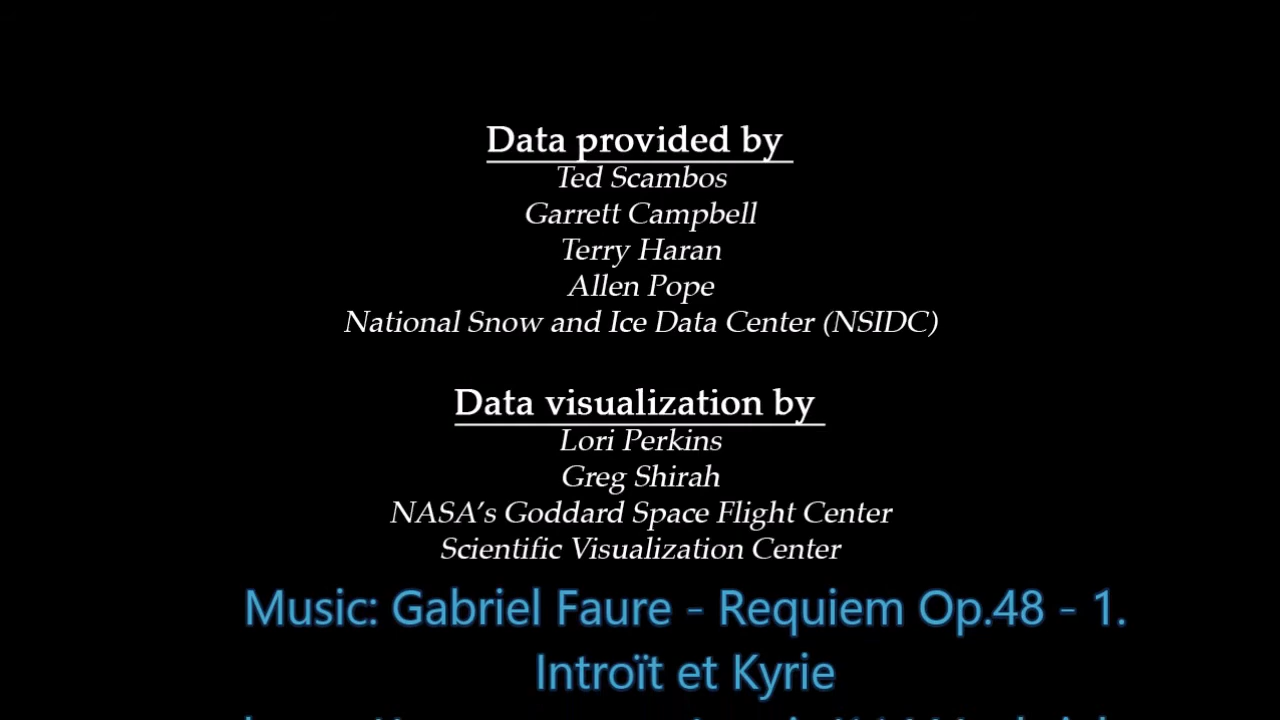 Data provided by
Ted Scambos
Garrett Campbell
Terry Haran
Allen Pope
National Snow and Ice Data Center (NSIDC)
Data visualization by
Lori Perkins
Greg Shirah
NASA's Goddard Space Flight Center
Scientific Visualization Center
Music: Gabriel Faure - Requiem Op.48 - 1.
Introït et Kyrie